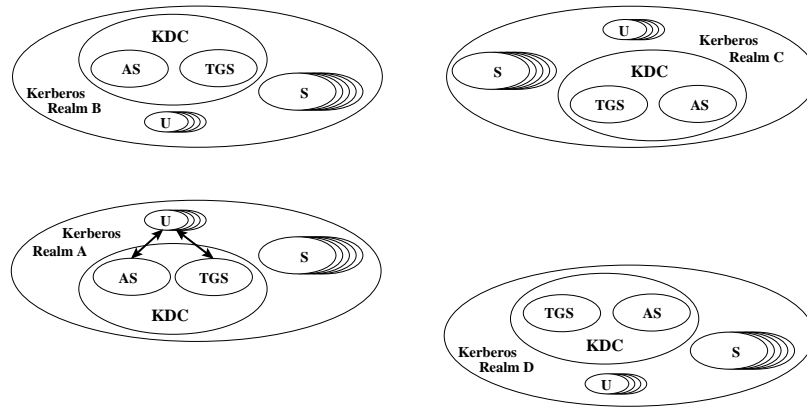 KDC
AS TGS
S
Kerberos
Realm B
U
U
Kerberos
Realm C
S
KDC
TGS AS
U
Kerberos
Realm A
AS TGS
S
KDC
TGS AS
KDC
S
Kerberos
Realm D
U